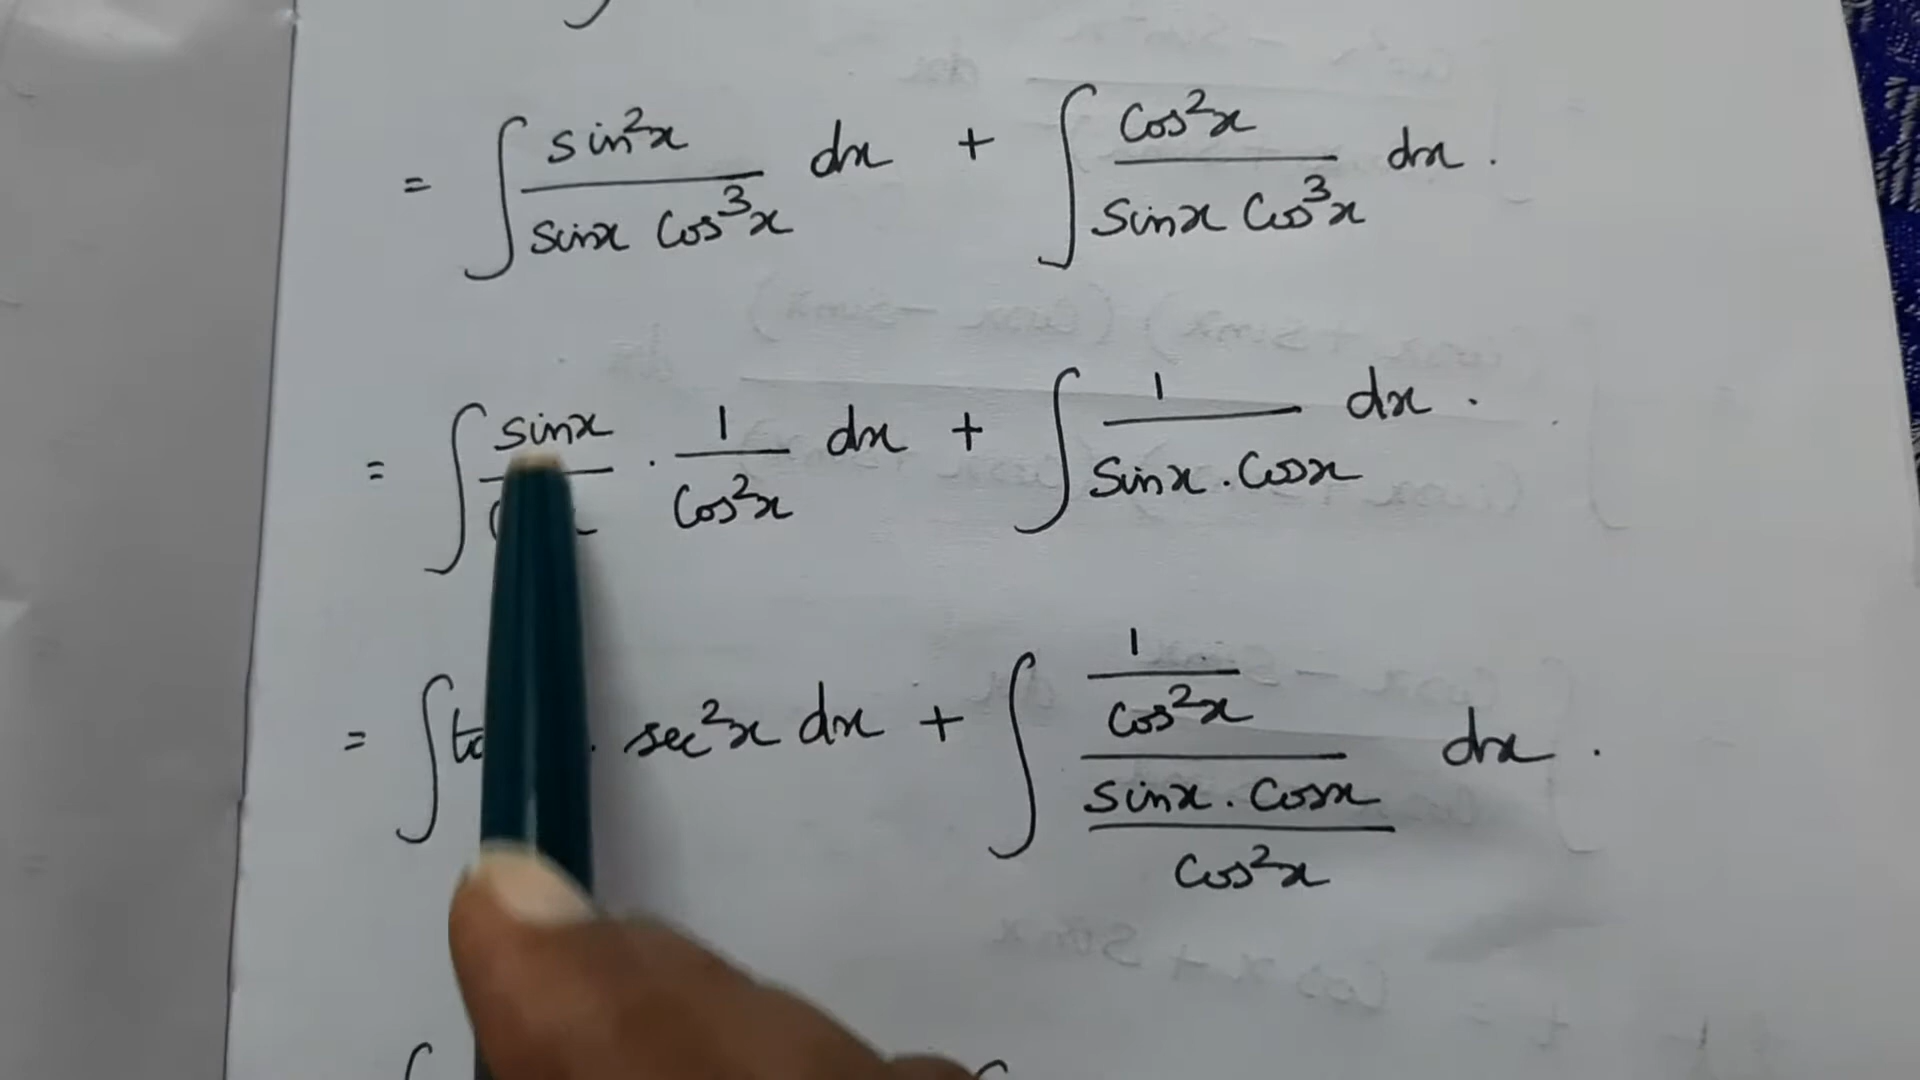 = ∫ sin²x / sinx Cos³x dx + ∫ Cos²x / Sinx Cos³x dx .
= ∫ sinx / · 1 / Cos²x dx + ∫ 1 / Sinx . Cosx dx .
= ∫ . sec²x dx + ∫ 1 / Cos²x / sinx . Cosx / Cos²x dx .